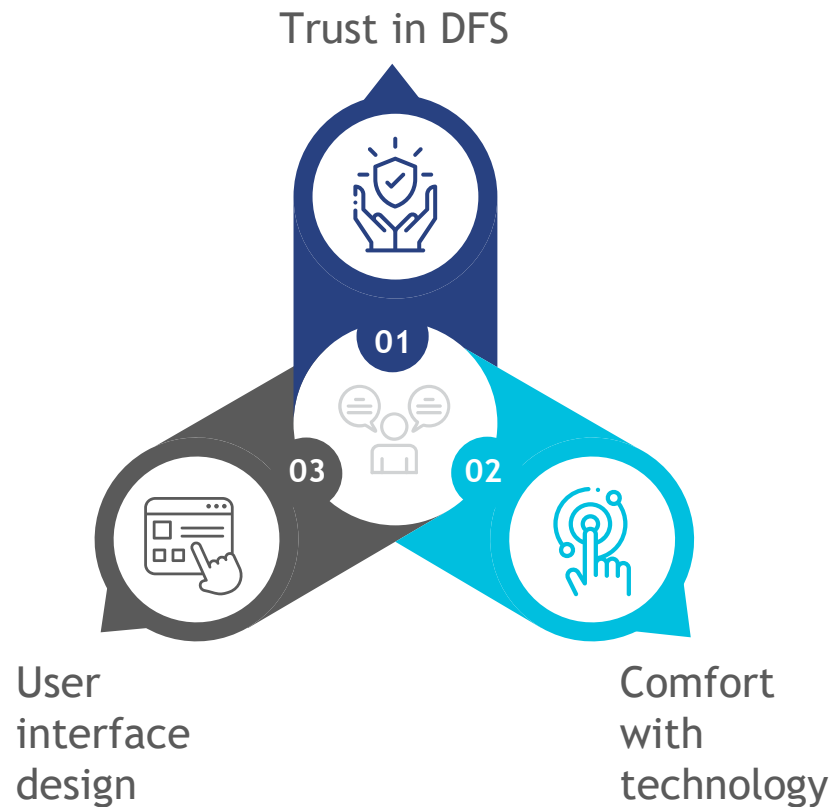 Trust in DFS
01
02
03
User
interface
design
Comfort
with
technology